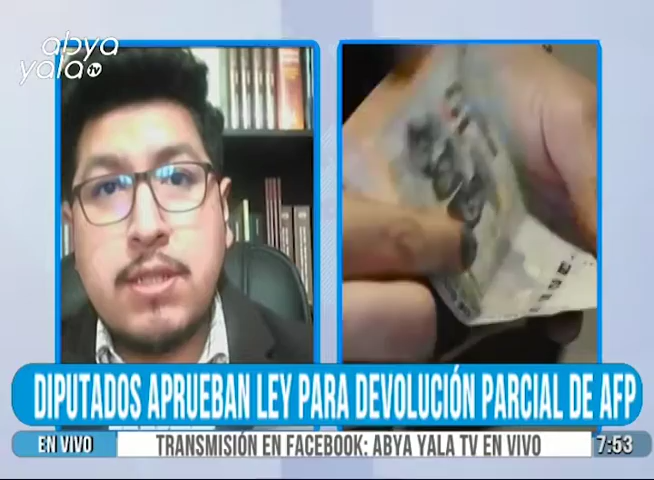 abya
yala tv
DIPUTADOS APRUEBAN LEY PARA DEVOLUCIÓN PARCIAL DE AFP
EN VIVO
TRANSMISIÓN EN FACEBOOK: ABYA YALA TV EN VIVO
7:53